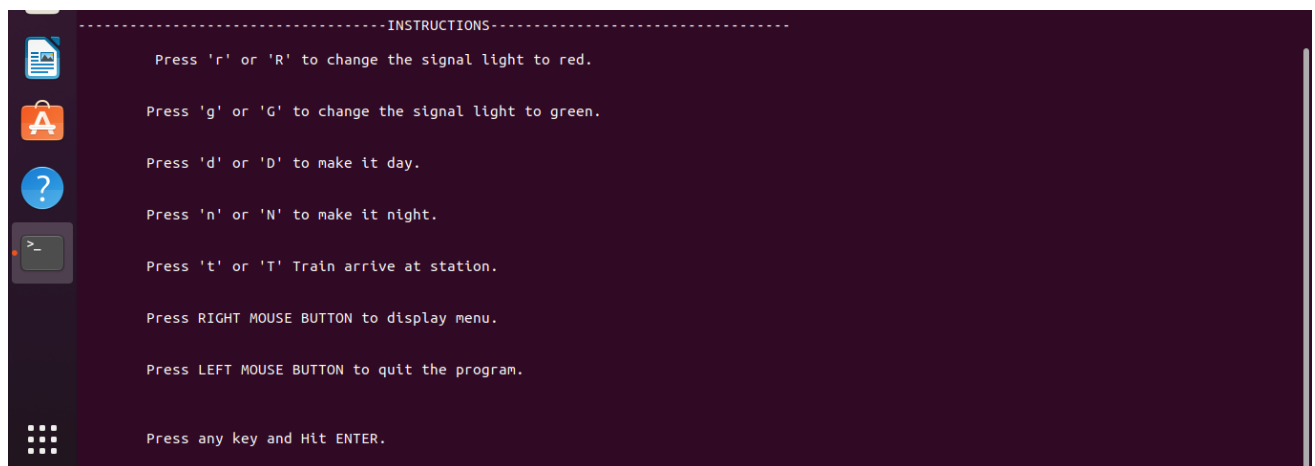 ------------------------------------INSTRUCTIONS-----------------------------------
Press 'r' or 'R' to change the signal light to red.
Press 'g' or 'G' to change the signal light to green.
Press 'd' or 'D' to make it day.
Press 'n' or 'N' to make it night.
Press 't' or 'T' Train arrive at station.
Press RIGHT MOUSE BUTTON to display menu.
Press LEFT MOUSE BUTTON to quit the program.
Press any key and Hit ENTER.